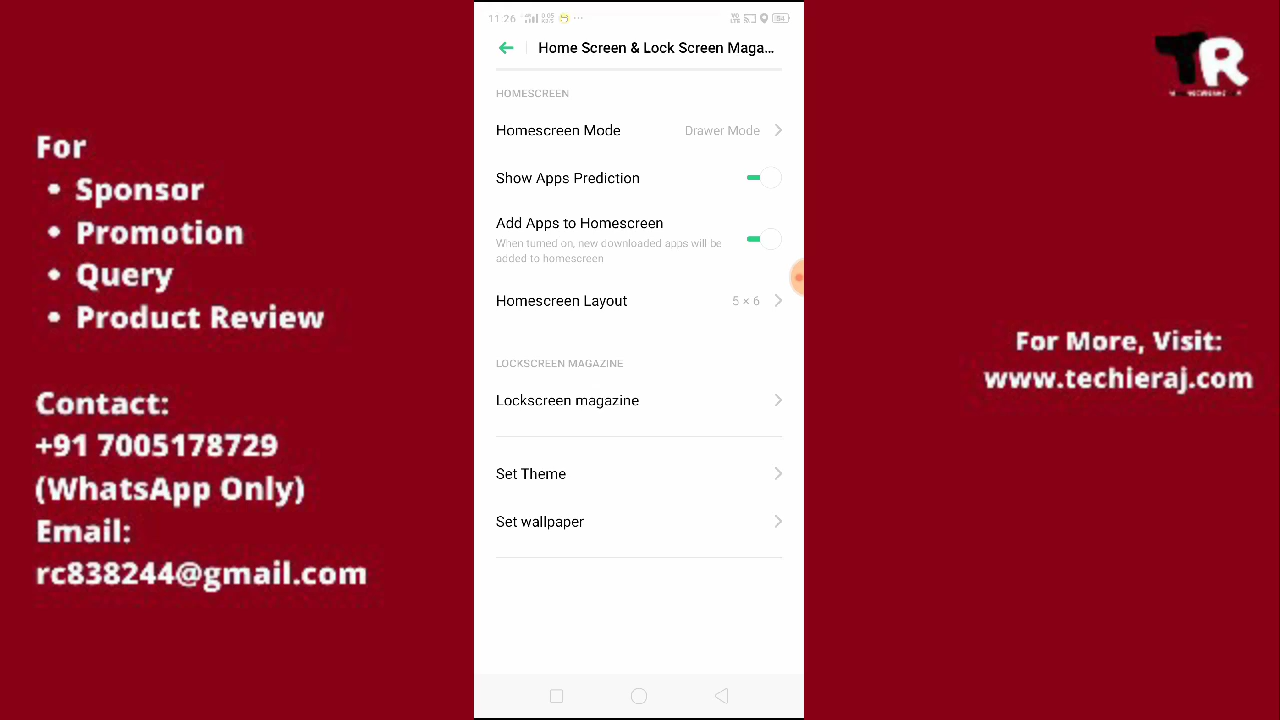 For
• Sponsor
• Promotion
• Query
• Product Review
Contact:
+91 7005178729
(WhatsApp Only)
Email:
rc838244@gmail.com
11:26
54
Home Screen & Lock Screen Maga...
HOMESCREEN
Homescreen Mode Drawer Mode
Show Apps Prediction
Add Apps to Homescreen
When turned on, new downloaded apps will be
added to homescreen
Homescreen Layout 5 × 6
LOCKSCREEN MAGAZINE
Lockscreen magazine
Set Theme
Set wallpaper
TR
For More, Visit:
www.techieraj.com